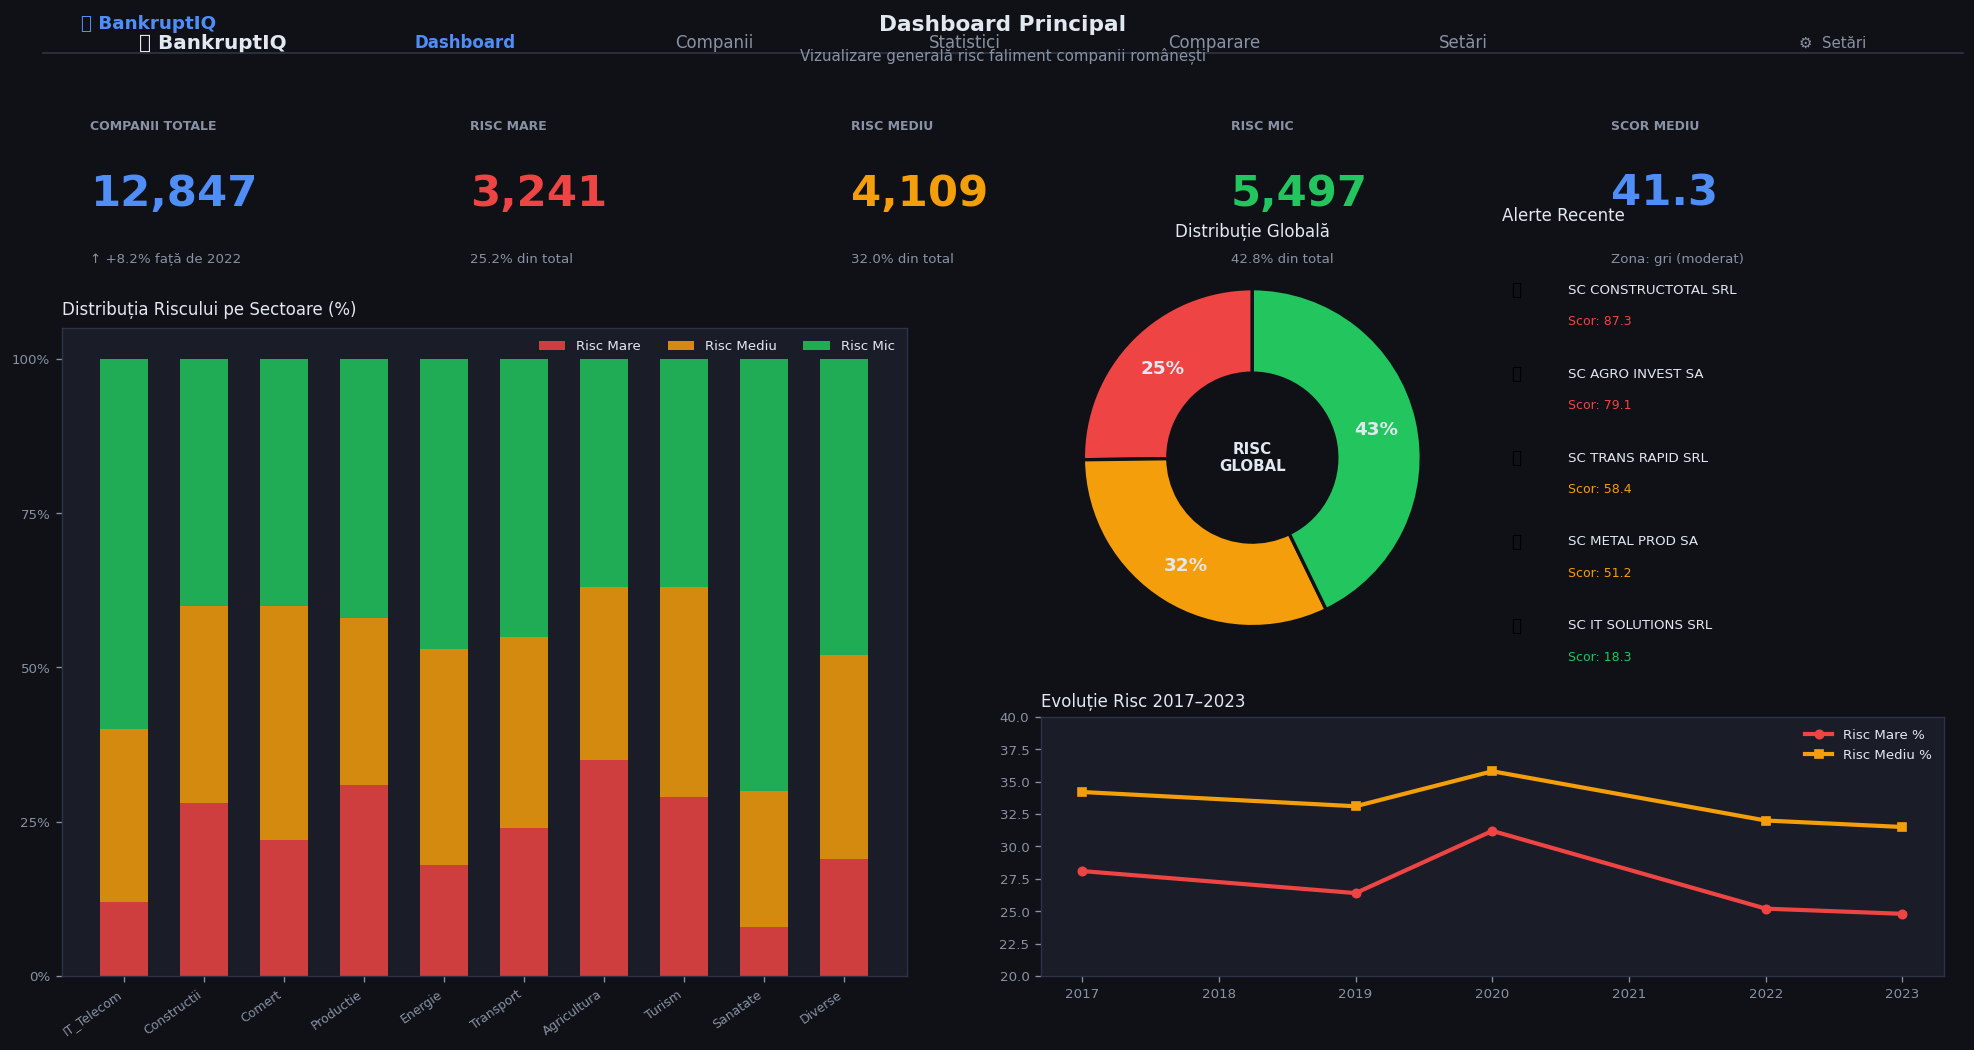 BankruptIQ
Dashboard Principal
BankruptIQ
Dashboard
Companii
Statistici
Comparare
Setări
⚙ Setări
Vizualizare generală risc faliment companii românești
COMPANII TOTALE
RISC MARE
RISC MEDIU
RISC MIC
SCOR MEDIU
12,847
3,241
4,109
5,497
41.3
↑ +8.2% față de 2022
25.2% din total
32.0% din total
42.8% din total
Zona: gri (moderat)
Distribuția Riscului pe Sectoare (%)
Risc Mare
Risc Mediu
Risc Mic
100%
75%
50%
25%
0%
IT_Telecom
Constructii
Comert
Productie
Energie
Transport
Agricultura
Turism
Sanatate
Diverse
Distribuție Globală
25%
43%
32%
RISC
GLOBAL
Alerte Recente
SC CONSTRUCTOTAL SRL
Scor: 87.3
SC AGRO INVEST SA
Scor: 79.1
SC TRANS RAPID SRL
Scor: 58.4
SC METAL PROD SA
Scor: 51.2
SC IT SOLUTIONS SRL
Scor: 18.3
Evoluție Risc 2017–2023
Risc Mare %
Risc Mediu %
40.0
37.5
35.0
32.5
30.0
27.5
25.0
22.5
20.0
2017
2018
2019
2020
2021
2022
2023